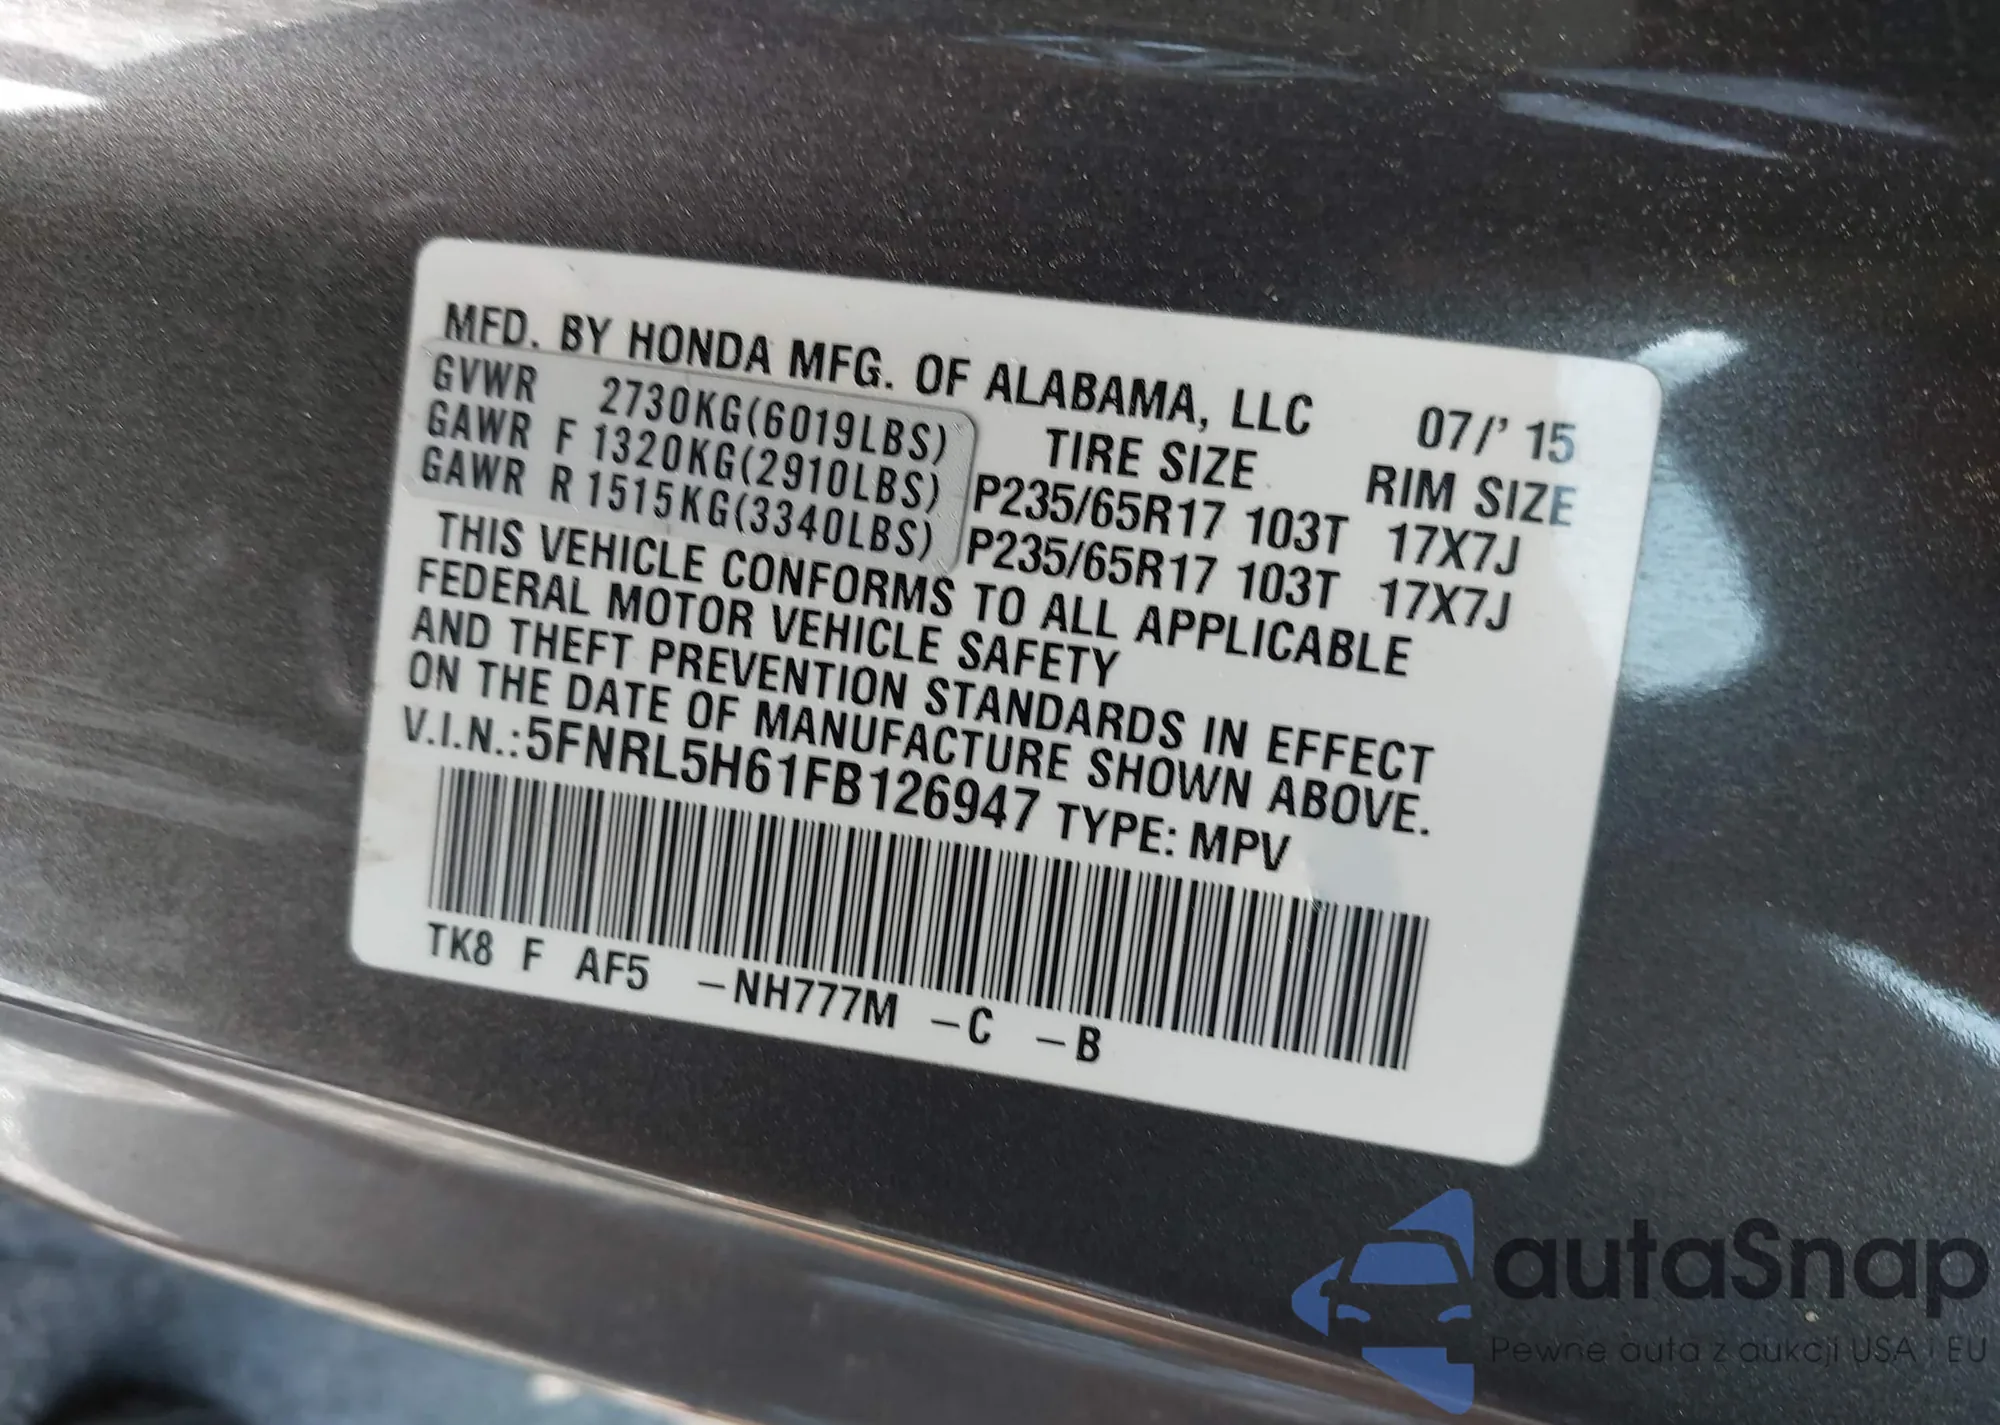 MFD. BY HONDA MFG. OF ALABAMA, LLC 07/' 15
GVWR 2730KG(6019LBS) TIRE SIZE RIM SIZE
GAWR F 1320KG(2910LBS) P235/65R17 103T 17X7J
GAWR R 1515KG(3340LBS) P235/65R17 103T 17X7J
THIS VEHICLE CONFORMS TO ALL APPLICABLE
FEDERAL MOTOR VEHICLE SAFETY
AND THEFT PREVENTION STANDARDS IN EFFECT
ON THE DATE OF MANUFACTURE SHOWN ABOVE.
V.I.N.:5FNRL5H61FB126947 TYPE: MPV
TK8 F AF5 -NH777M -C -B
autaSnap
Pewne auta z aukcji USA i EU